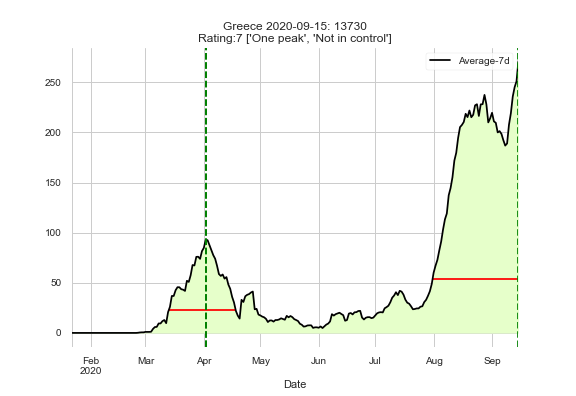 Greece 2020-09-15: 13730
Rating:7 ['One peak', 'Not in control']
Average-7d
250
200
150
100
50
0
Feb
2020
Mar
Apr
May
Jun
Jul
Aug
Sep
Date